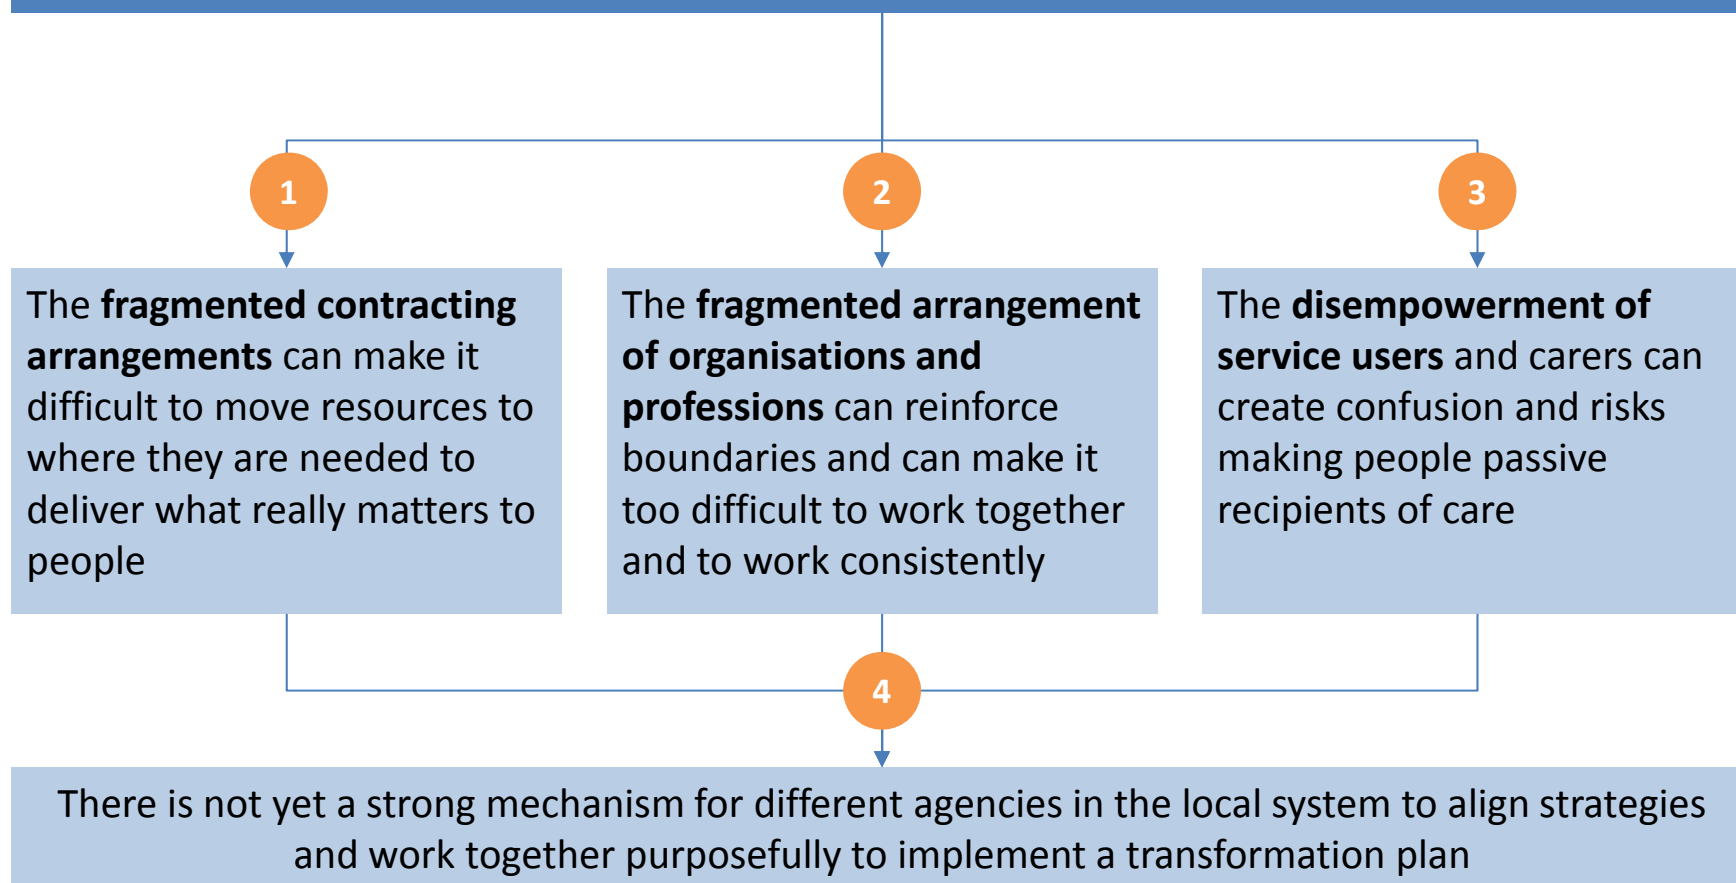 1
2
3
The fragmented contracting
arrangements can make it
difficult to move resources to
where they are needed to
deliver what really matters to
people
The fragmented arrangement
of organisations and
professions can reinforce
boundaries and can make it
too difficult to work together
and to work consistently
The disempowerment of
service users and carers can
create confusion and risks
making people passive
recipients of care
4
There is not yet a strong mechanism for different agencies in the local system to align strategies
and work together purposefully to implement a transformation plan